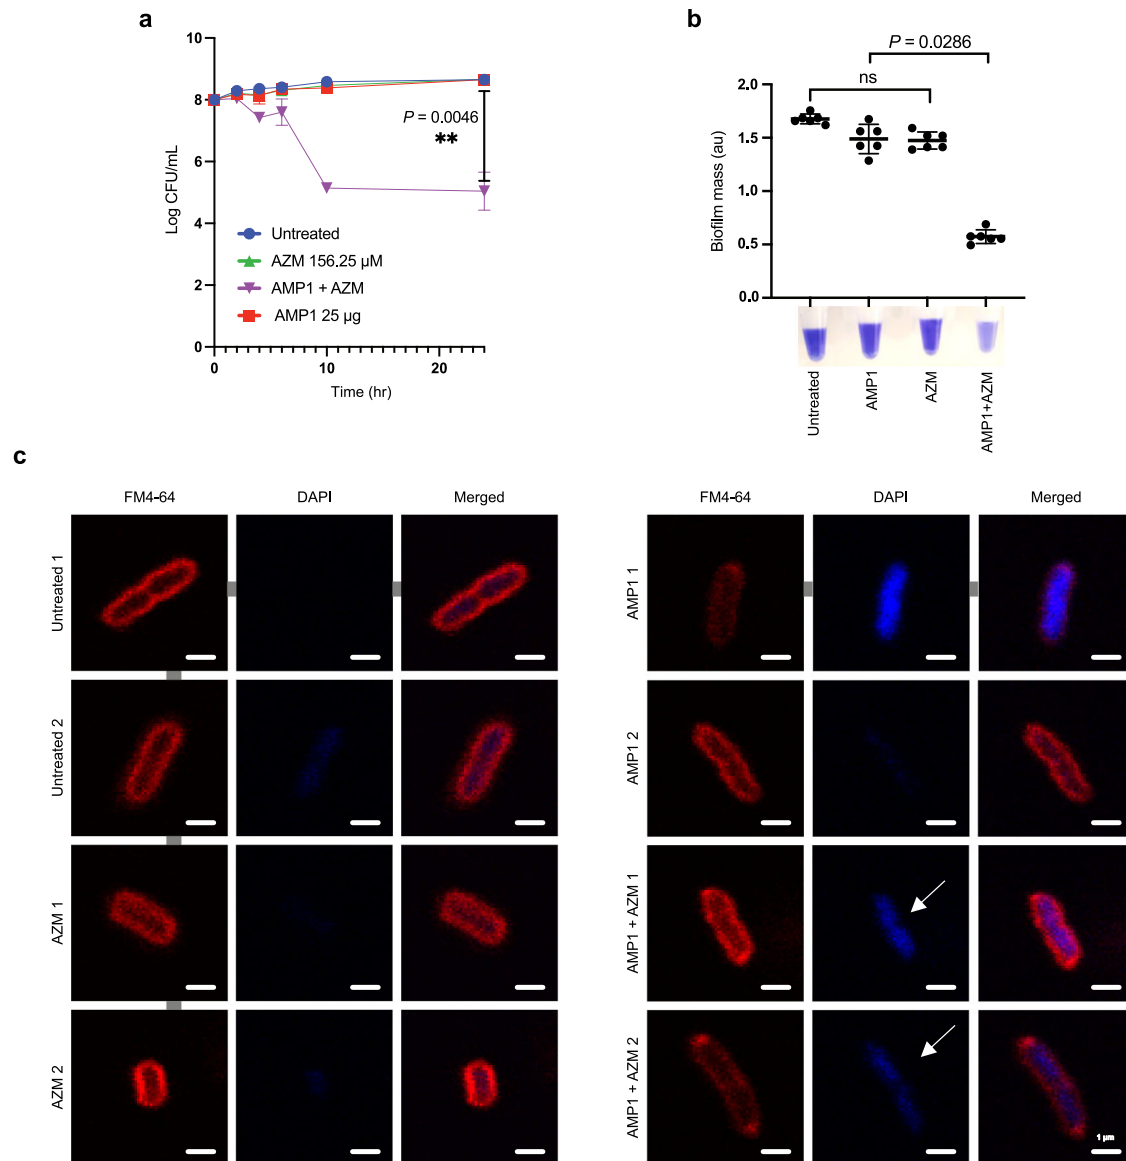 a
10
8
6
4
2
0
Log CFU/mL
P = 0.0046
**
Untreated
AZM 156.25 µM
AMP1 + AZM
AMP1 25 µg
0
10
20
Time (hr)
b
P = 0.0286
ns
2.0
1.5
1.0
0.5
0.0
Biofilm mass (au)
Untreated
AMP1
AZM
AMP1+AZM
c
FM4-64 DAPI Merged
Untreated 1
Untreated 2
AZM 1
AZM 2
FM4-64 DAPI Merged
AMP1 1
AMP1 2
AMP1 + AZM 1
AMP1 + AZM 2
1 µm